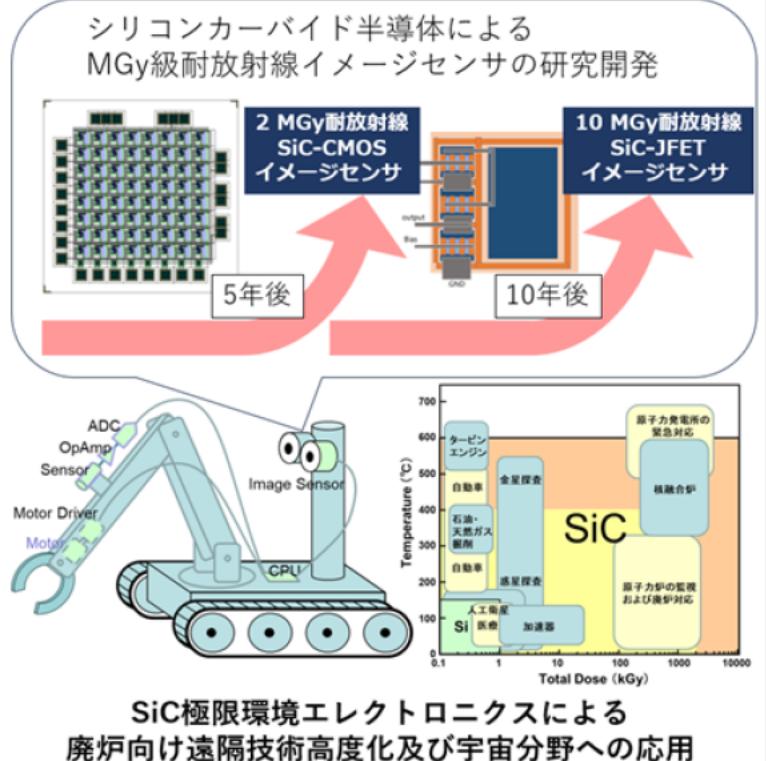 シリコンカーバイド半導体による
MGy級耐放射線イメージセンサの研究開発
2 MGy耐放射線
SiC-CMOS
イメージセンサ
10 MGy耐放射線
SiC-JFET
イメージセンサ
output
Bias
GND
5年後
10年後
ADC
OpAmp
Sensor
Motor Driver
Motor
Image Sensor
CPU
Temperature (℃)
700
600
500
400
300
200
100
0
タービン
エンジン
自動車
石油・
天然ガス
掘削
自動車
Si
人工衛星
医療
金星探査
惑星探査
加速器
SiC
原子力発電所の
緊急対応
核融合炉
原子力炉の監視
および廃炉対応
0.1
1
10
100
1000
10000
Total Dose (kGy)
SiC極限環境エレクトロニクスによる
廃炉向け遠隔技術高度化及び宇宙分野への応用